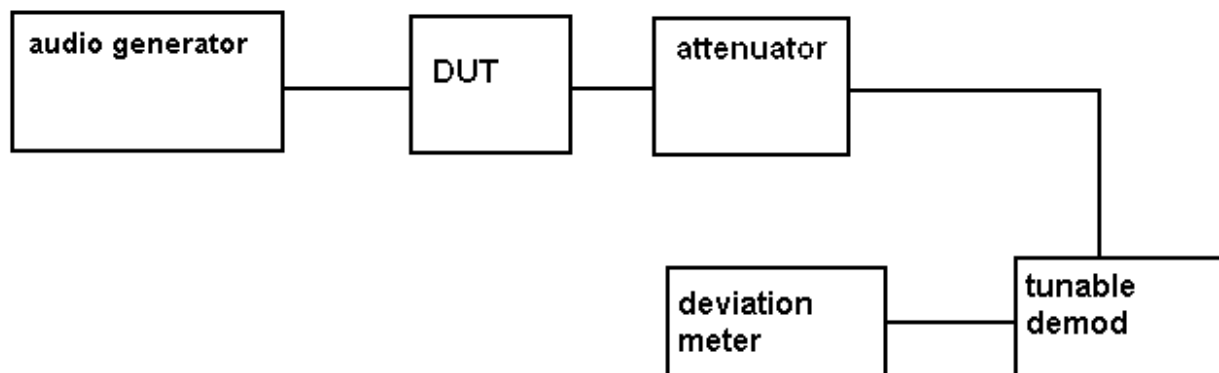 audio generator
DUT
attenuator
deviation
meter
tunable
demod